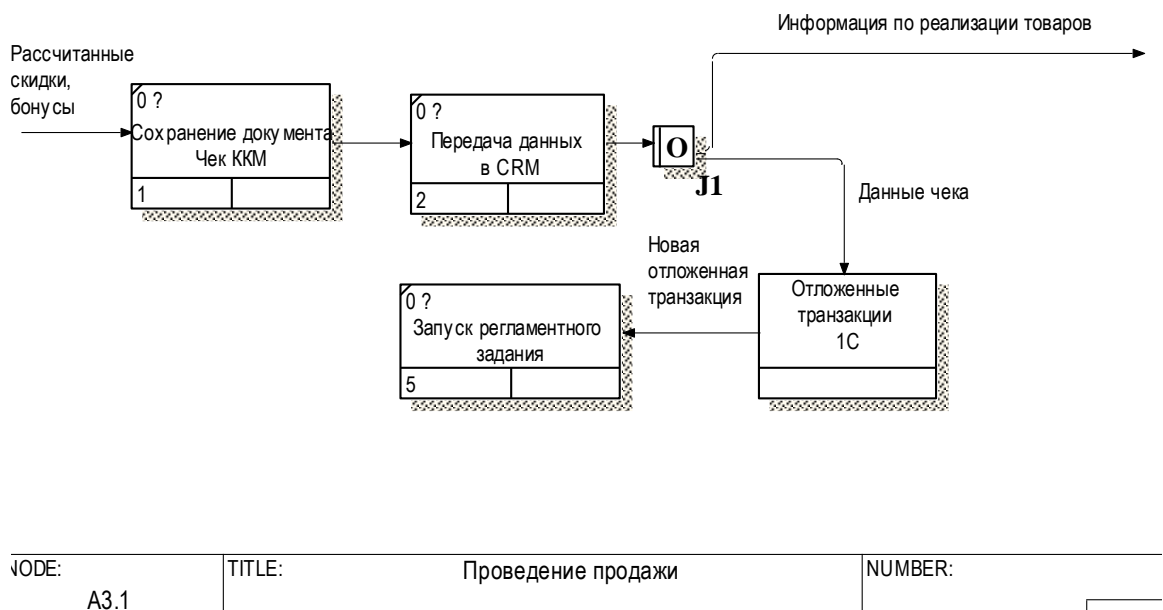 Информация по реализации товаров
Рассчитанные
скидки,
бонусы
0 ?
Сохранение документа
Чек ККМ
1
0 ?
Передача данных
в CRM
2
O
J1
Данные чека
Новая
отложенная
транзакция
Отложенные
транзакции
1С
0 ?
Запуск регламентного
задания
5
NODE:
A3.1
TITLE:
Проведение продажи
NUMBER: